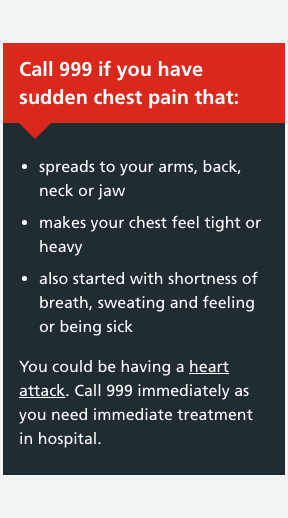 Call 999 if you have
sudden chest pain that:
• spreads to your arms, back,
neck or jaw
• makes your chest feel tight or
heavy
• also started with shortness of
breath, sweating and feeling
or being sick
You could be having a heart
attack. Call 999 immediately as
you need immediate treatment
in hospital.